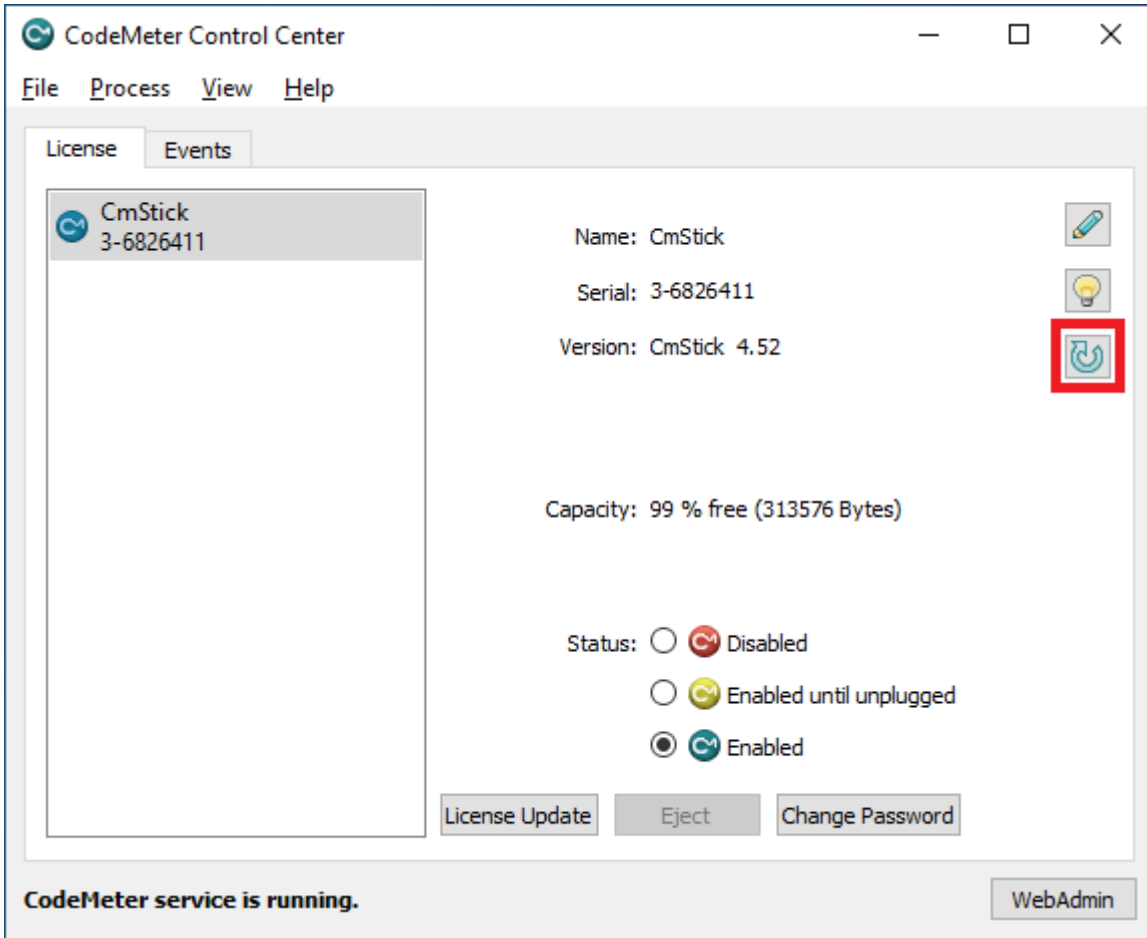 CodeMeter Control Center
File Process View Help
License Events
CmStick
3-6826411
Name: CmStick
Serial: 3-6826411
Version: CmStick 4.52
Capacity: 99 % free (313576 Bytes)
Status: Disabled
Enabled until unplugged
Enabled
License Update Eject Change Password
CodeMeter service is running. WebAdmin